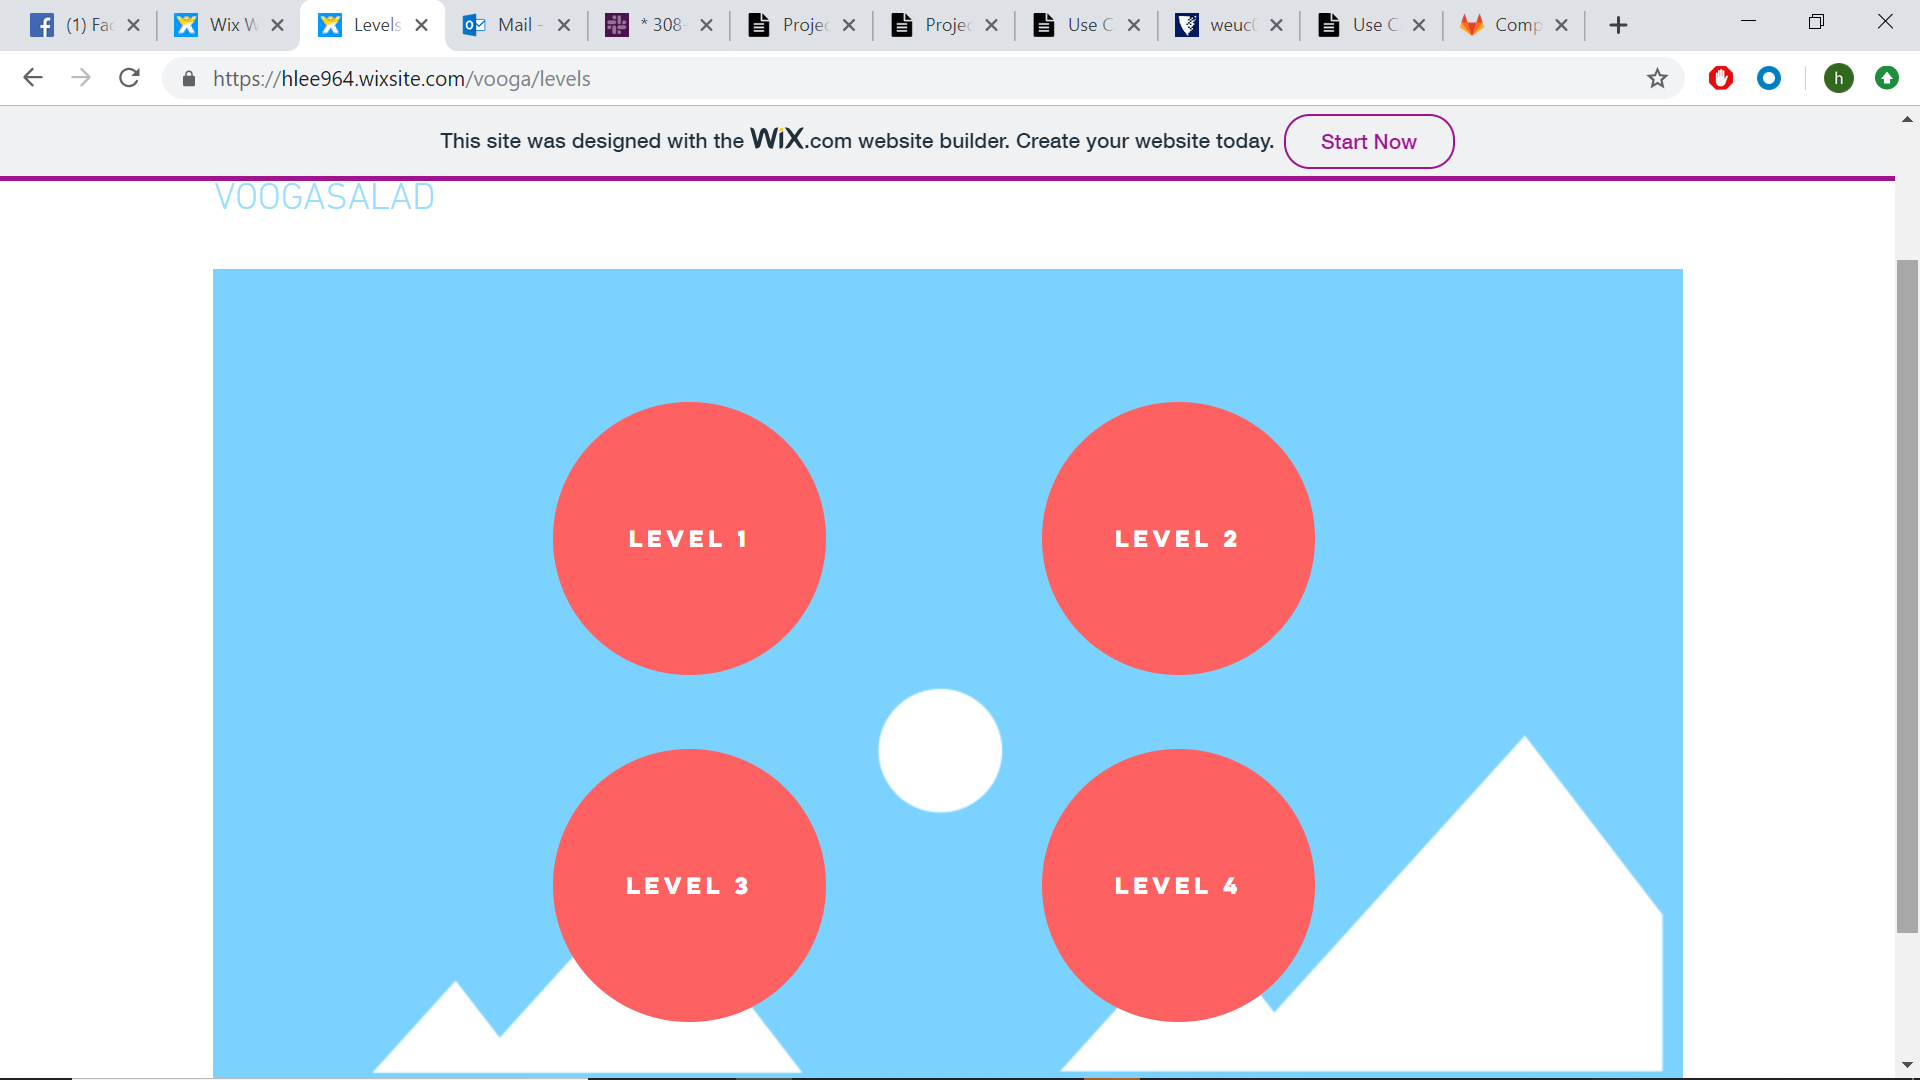 (1) Fac
Wix W
Levels
Mail -
* 308-
Projec
Projec
Use C
weuc
Use C
Comp
https://hlee964.wixsite.com/vooga/levels
h
This site was designed with the WiX.com website builder. Create your website today.
Start Now
VOOGASALAD
LEVEL 1
LEVEL 2
LEVEL 3
LEVEL 4